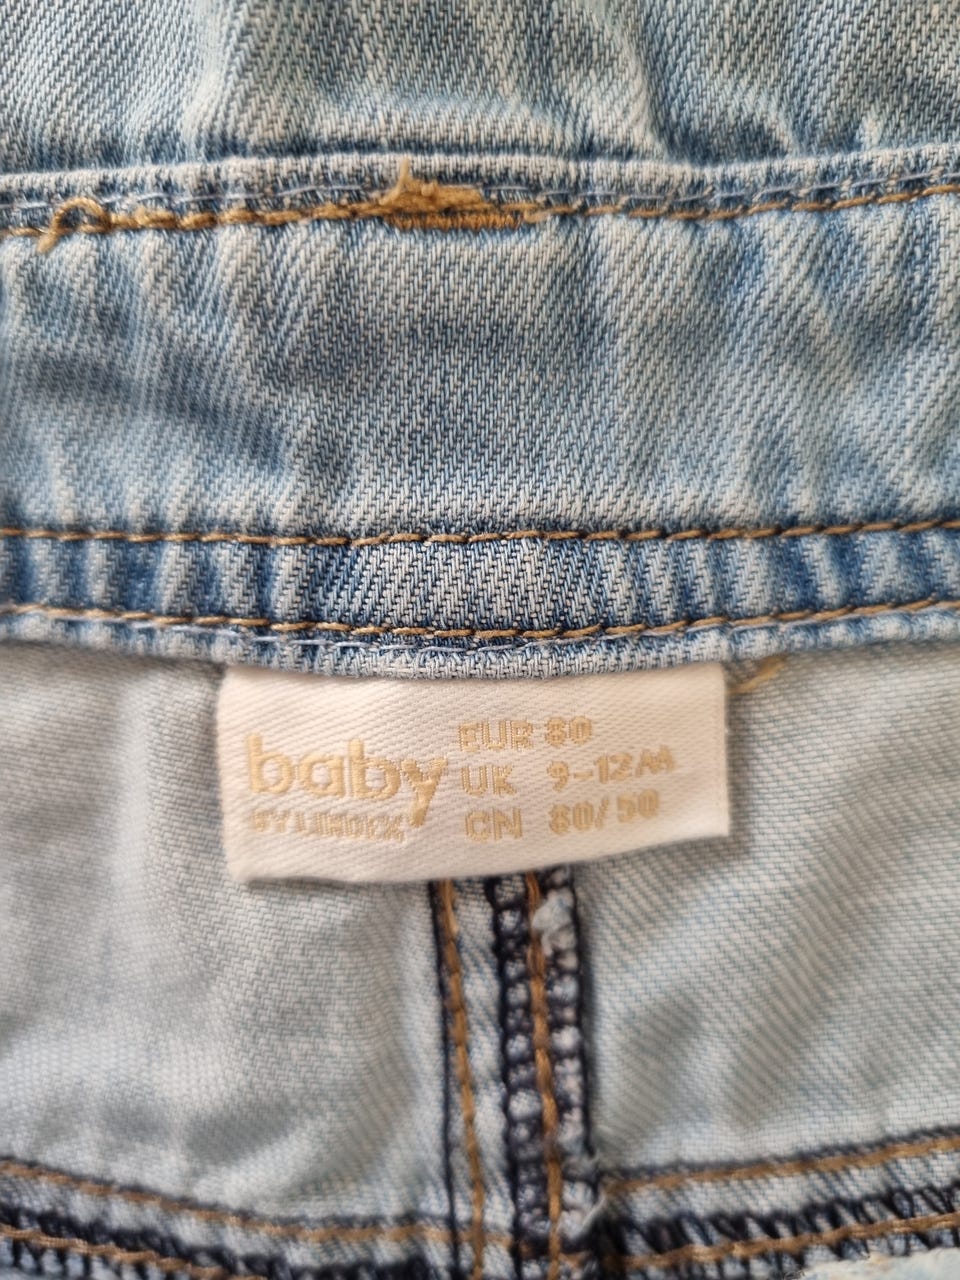 baby
BY LINDEX
EUR 80
UK 9-12M
CN 80/50